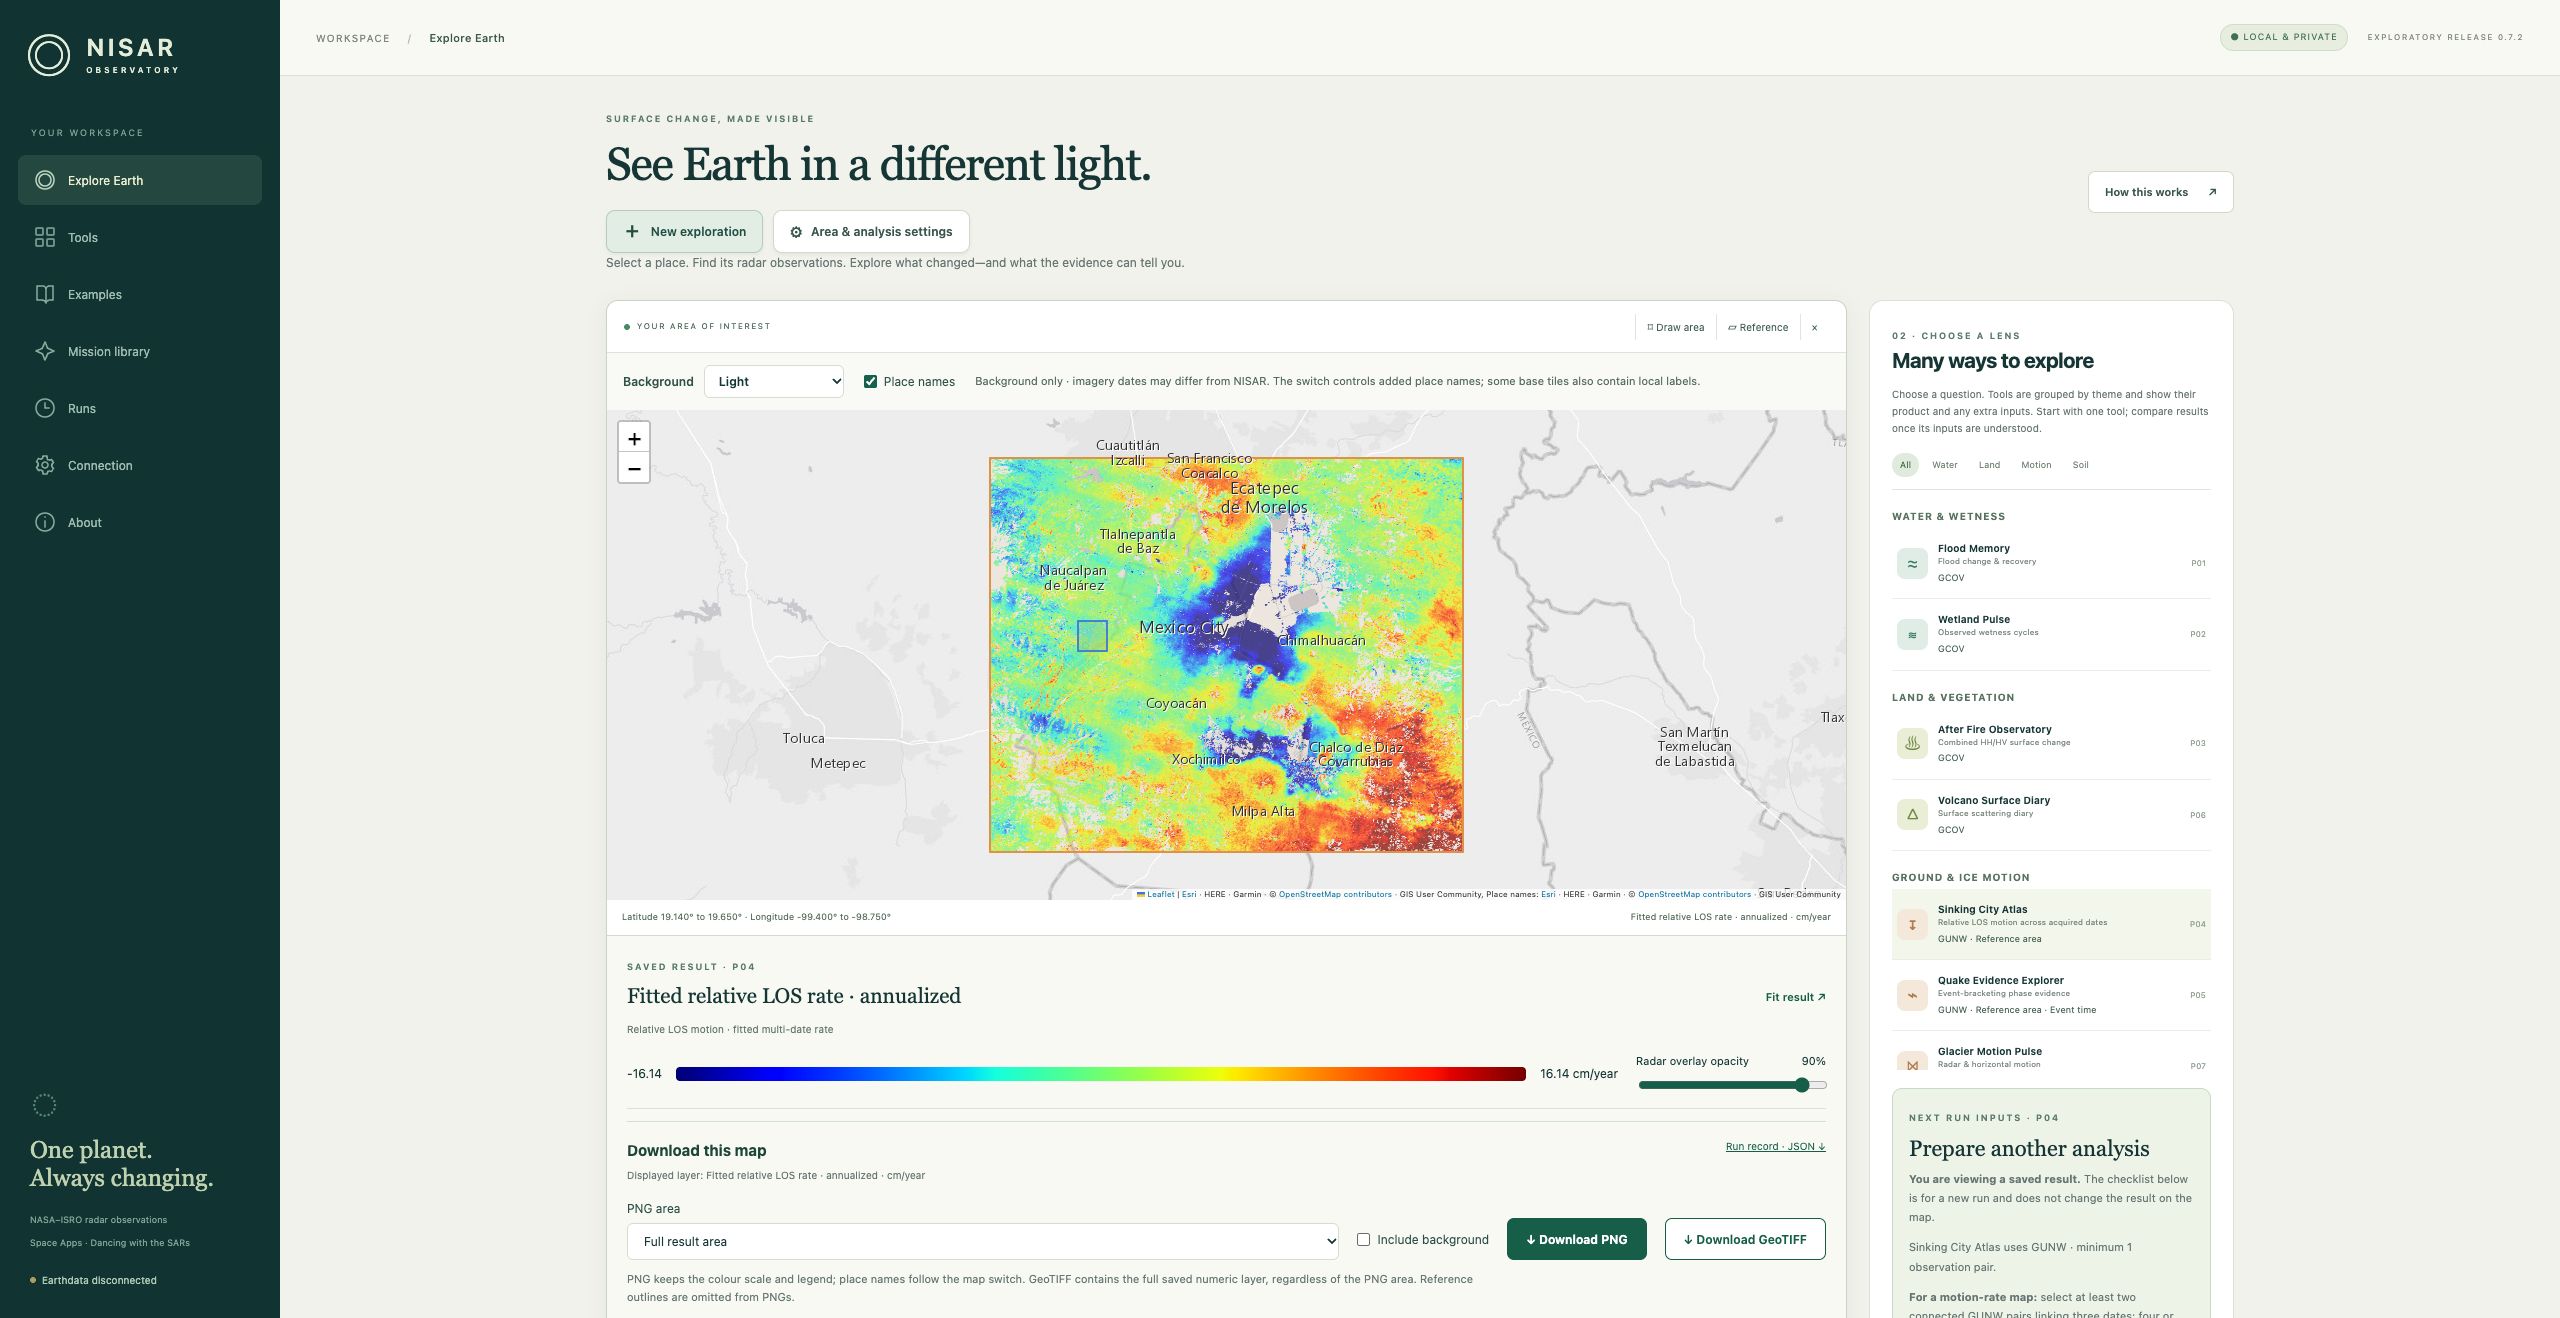 NISAR
OBSERVATORY
YOUR WORKSPACE
Explore Earth
Tools
Examples
Mission library
Runs
Connection
About
One planet.
Always changing.
NASA–ISRO radar observations
Space Apps · Dancing with the SARs
Earthdata disconnected
WORKSPACE / Explore Earth
LOCAL & PRIVATE
EXPLORATORY RELEASE 0.7.2
SURFACE CHANGE, MADE VISIBLE
See Earth in a different light.
How this works ↗
+ New exploration
Area & analysis settings
Select a place. Find its radar observations. Explore what changed—and what the evidence can tell you.
YOUR AREA OF INTEREST
Draw area
Reference
×
Background
Light
Place names
Background only · imagery dates may differ from NISAR. The switch controls added place names; some base tiles also contain local labels.
+
−
Cuautitlán
Izcalli
San Francisco
Coacalco
Ecatepec
de Morelos
Tlalnepantla
de Baz
Naucalpan
de Juárez
Mexico City
Chimalhuacán
Coyoacán
Xochimilco
Chalco de Díaz
Covarrubias
Milpa Alta
Toluca
Metepec
MÉXICO
San Martín
Texmelucan
de Labastida
Tlax
Leaflet | Esri · HERE · Garmin · © OpenStreetMap contributors · GIS User Community, Place names: Esri · HERE · Garmin · © OpenStreetMap contributors · GIS User Community
Latitude 19.140° to 19.650° · Longitude -99.400° to -98.750°
Fitted relative LOS rate · annualized · cm/year
SAVED RESULT · P04
Fitted relative LOS rate · annualized
Fit result ↗
Relative LOS motion · fitted multi-date rate
-16.14
16.14 cm/year
Radar overlay opacity 90%
Download this map
Run record · JSON ↓
Displayed layer: Fitted relative LOS rate · annualized · cm/year
PNG area
Full result area
Include background
↓ Download PNG
↓ Download GeoTIFF
PNG keeps the colour scale and legend; place names follow the map switch. GeoTIFF contains the full saved numeric layer, regardless of the PNG area. Reference
outlines are omitted from PNGs.
02 · CHOOSE A LENS
Many ways to explore
Choose a question. Tools are grouped by theme and show their
product and any extra inputs. Start with one tool; compare results
once its inputs are understood.
All Water Land Motion Soil
WATER & WETNESS
Flood Memory
Flood change & recovery
GCOV
P01
Wetland Pulse
Observed wetness cycles
GCOV
P02
LAND & VEGETATION
After Fire Observatory
Combined HH/HV surface change
GCOV
P03
Volcano Surface Diary
Surface scattering diary
GCOV
P06
GROUND & ICE MOTION
Sinking City Atlas
Relative LOS motion across acquired dates
GUNW · Reference area
P04
Quake Evidence Explorer
Event-bracketing phase evidence
GUNW · Reference area · Event time
P05
Glacier Motion Pulse
Radar & horizontal motion
P07
NEXT RUN INPUTS · P04
Prepare another analysis
You are viewing a saved result. The checklist below
is for a new run and does not change the result on the
map.
Sinking City Atlas uses GUNW · minimum 1
observation pair.
For a motion-rate map: select at least two
connected GUNW pairs linking three dates; four or